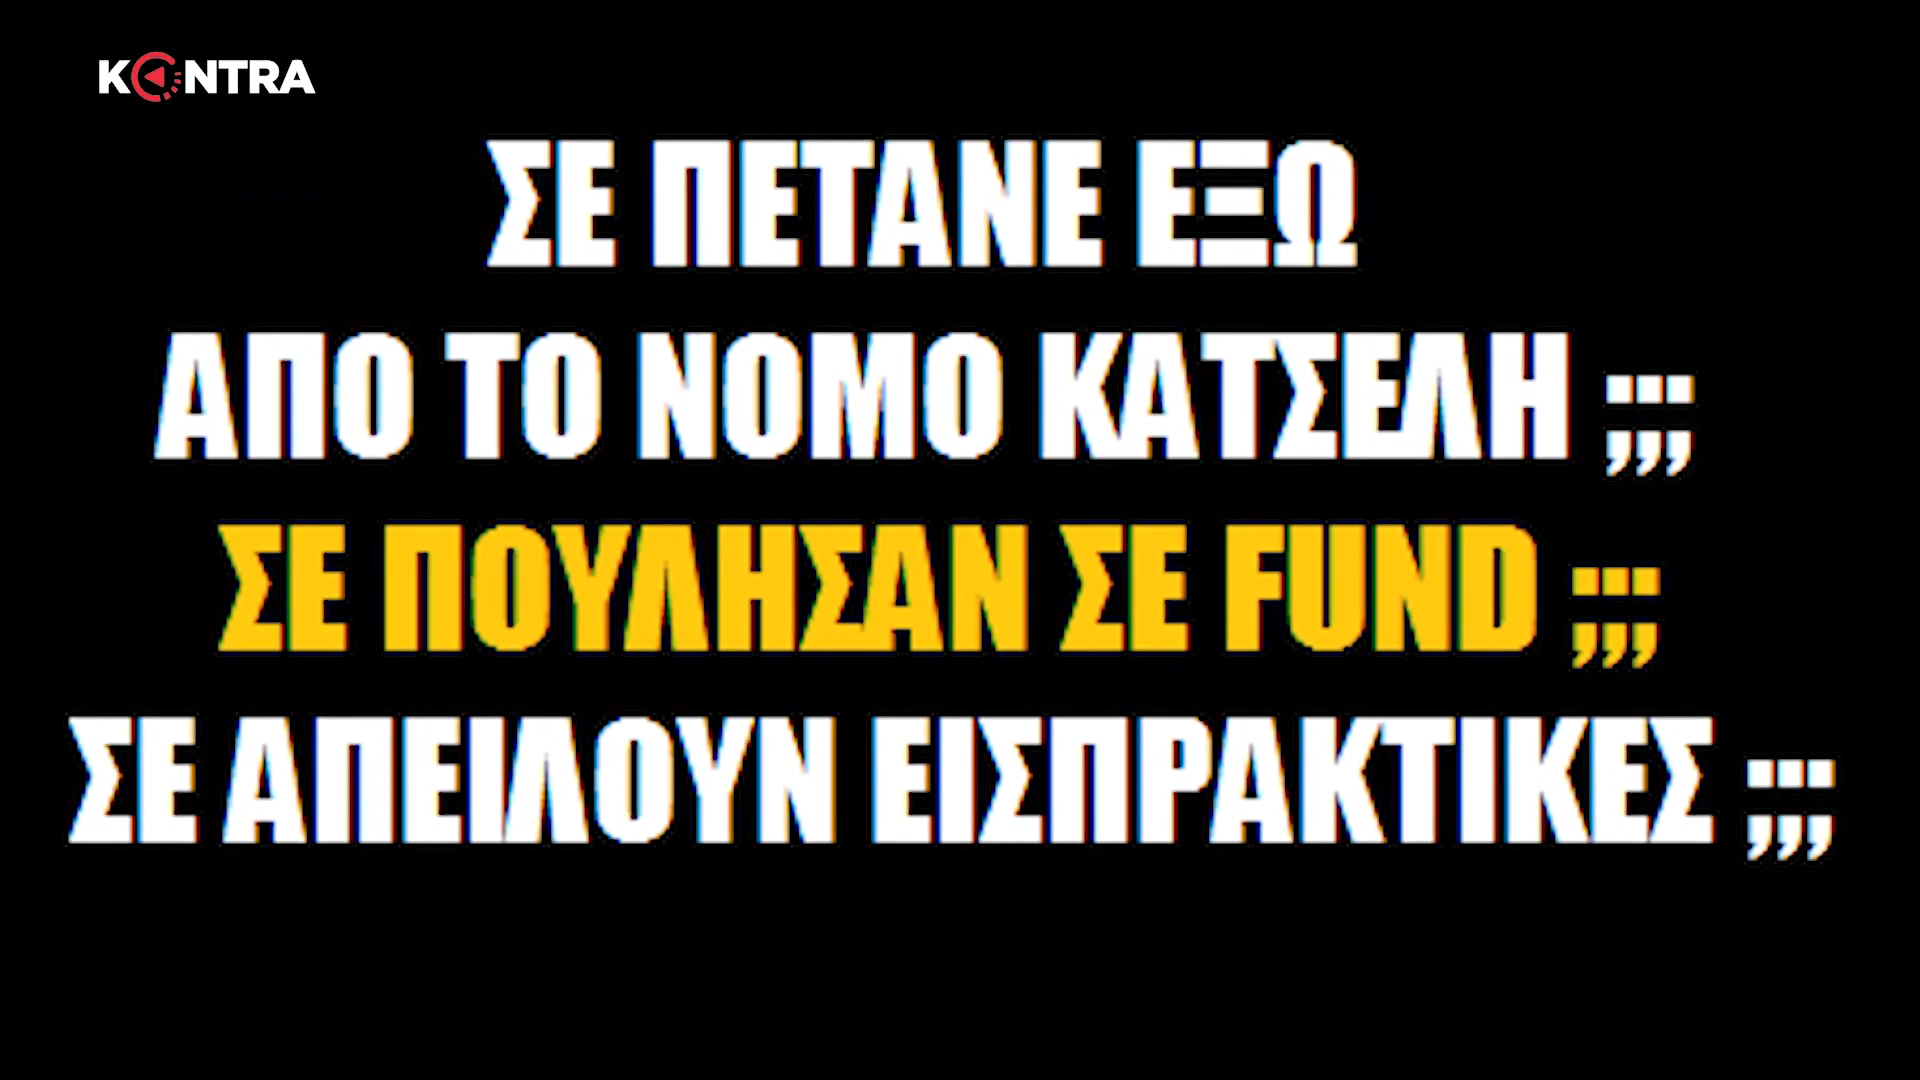 KONTRA
ΣΕ ΠΕΤΑΝΕ ΕΞΩ
ΑΠΟ ΤΟ ΝΟΜΟ ΚΑΤΣΕΛΗ ;;;
ΣΕ ΠΟΥΛΗΣΑΝ ΣΕ FUND ;;;
ΣΕ ΑΠΕΙΛΟΥΝ ΕΙΣΠΡΑΚΤΙΚΕΣ ;;;